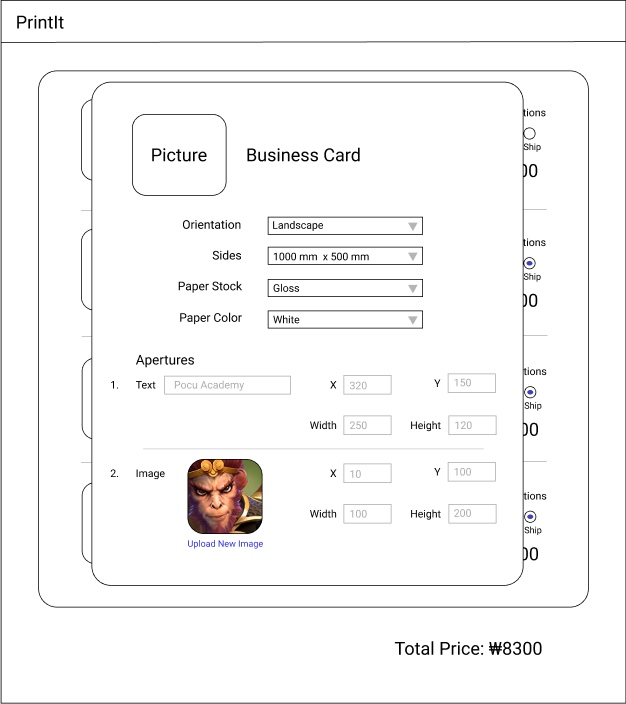 PrintIt
Picture
Business Card
Orientation Landscape
Sides 1000 mm x 500 mm
Paper Stock Gloss
Paper Color White
Apertures
1. Text Pocu Academy X 320 Y 150
Width 250 Height 120
2. Image X 10 Y 100
Width 100 Height 200
Upload New Image
tions
Ship
00
tions
Ship
00
tions
Ship
00
tions
Ship
00
Total Price: ₩8300